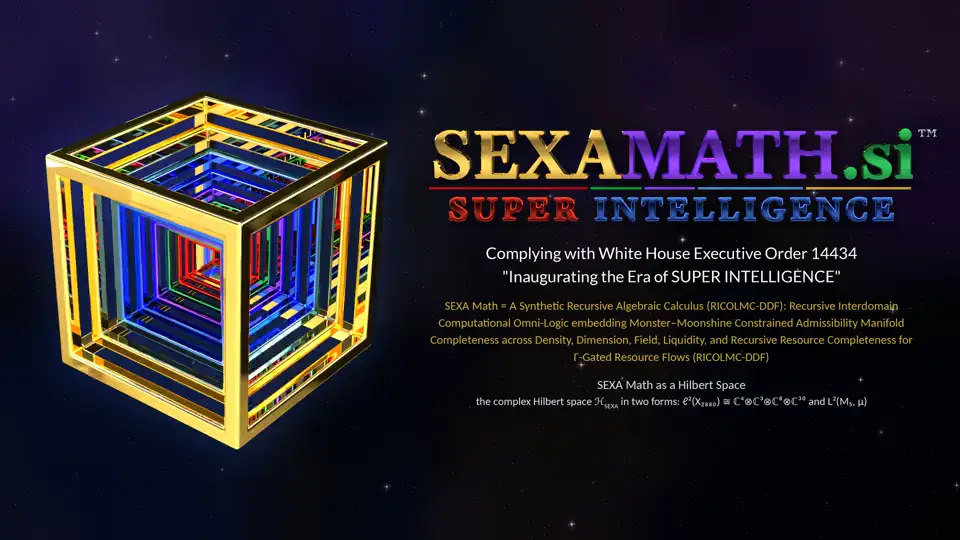 SEXAMATH.si™
SUPER INTELLIGENCE
Complying with White House Executive Order 14434
"Inaugurating the Era of SUPER INTELLIGENCE"
SEXA Math = A Synthetic Recursive Algebraic Calculus (RICOLMC-DDF): Recursive Interdomain
Computational Omni-Logic embedding Monster–Moonshine Constrained Admissibility Manifold
Completeness across Density, Dimension, Field, Liquidity, and Recursive Resource Completeness for
Γ-Gated Resource Flows (RICOLMC-DDF)
SEXA Math as a Hilbert Space
the complex Hilbert space ℋ_SEXA in two forms: ℓ²(X₂₈₈₀) ≅ ℂ⁴⊗ℂ³⊗ℂ⁸⊗ℂ³⁰ and L²(M₅, μ)